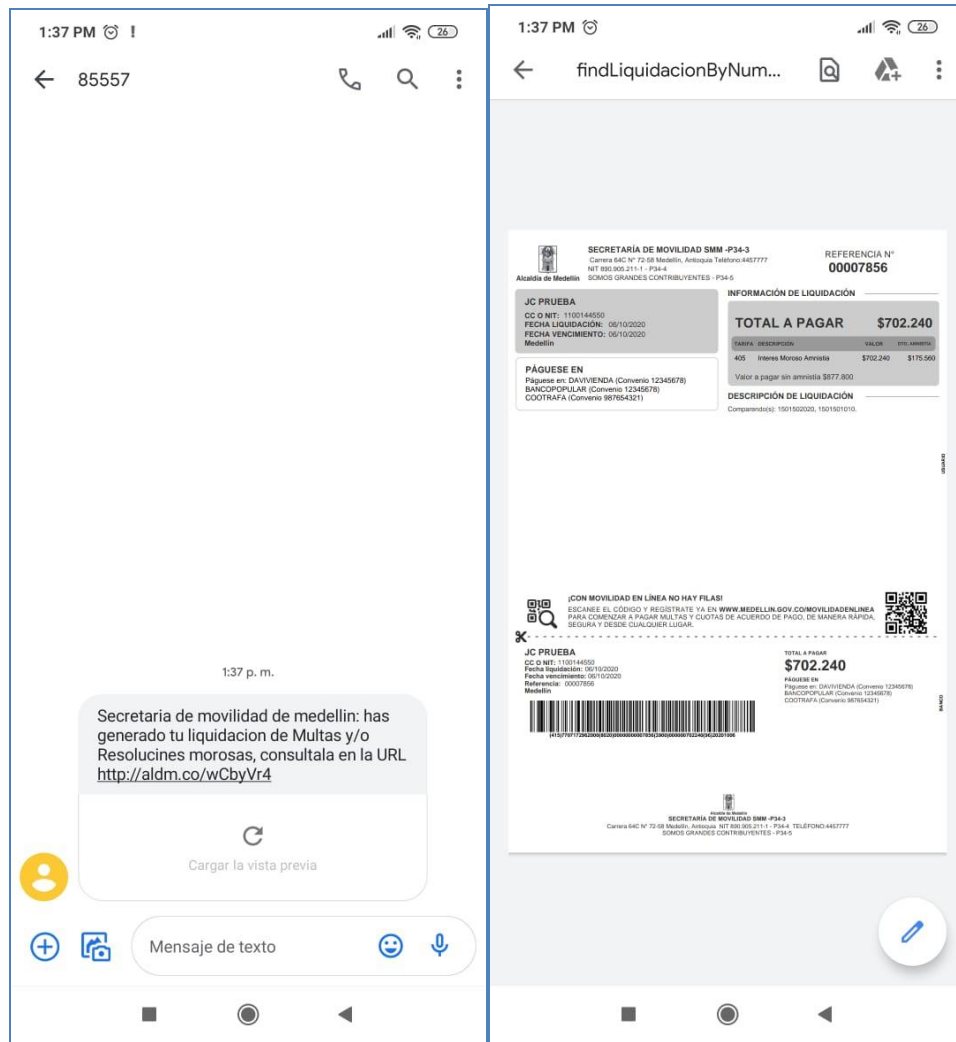 1:37 PM
26
85557
1:37 p. m.
Secretaria de movilidad de medellin: has
generado tu liquidacion de Multas y/o
Resolucines morosas, consultala en la URL
http://aldm.co/wCbyVr4
Cargar la vista previa
Mensaje de texto
1:37 PM
26
findLiquidacionByNum...
Alcaldía de Medellín
SECRETARÍA DE MOVILIDAD SMM -P34-3
Carrera 64C N° 72-58 Medellín, Antioquia Teléfono:4457777
NIT 890.905.211-1 - P34-4
SOMOS GRANDES CONTRIBUYENTES - P34-5
REFERENCIA N°
00007856
JC PRUEBA
CC O NIT: 1100144550
FECHA LIQUIDACIÓN: 06/10/2020
FECHA VENCIMIENTO: 06/10/2020
Medellín
PÁGUESE EN
Páguese en: DAVIVIENDA (Convenio 12345678)
BANCOPOPULAR (Convenio 12345678)
COOTRAFA (Convenio 987654321)
INFORMACIÓN DE LIQUIDACIÓN
TOTAL A PAGAR $702.240
TARIFA DESCRIPCIÓN VALOR DTO. AMNISTIA
405 Interes Moroso Amnistia $702.240 $175.560
Valor a pagar sin amnistía $877.800
DESCRIPCIÓN DE LIQUIDACIÓN
Comparendo(s): 1501502020, 1501501010.
USUARIO
¡CON MOVILIDAD EN LÍNEA NO HAY FILAS!
ESCANEE EL CÓDIGO Y REGÍSTRATE YA EN WWW.MEDELLIN.GOV.CO/MOVILIDADENLINEA
PARA COMENZAR A PAGAR MULTAS Y CUOTAS DE ACUERDO DE PAGO, DE MANERA RÁPIDA,
SEGURA Y DESDE CUALQUIER LUGAR.
JC PRUEBA
CC O NIT: 1100144550
Fecha liquidación: 06/10/2020
Fecha vencimiento: 06/10/2020
Referencia: 00007856
Medellín
TOTAL A PAGAR
$702.240
PÁGUESE EN
Páguese en: DAVIVIENDA (Convenio 12345678)
BANCOPOPULAR (Convenio 12345678)
COOTRAFA (Convenio 987654321)
BANCO
Alcaldía de Medellín
SECRETARÍA DE MOVILIDAD SMM -P34-3
Carrera 64C N° 72-58 Medellín, Antioquia NIT 890.905.211-1 - P34-4 TELÉFONO:4457777
SOMOS GRANDES CONTRIBUYENTES - P34-5